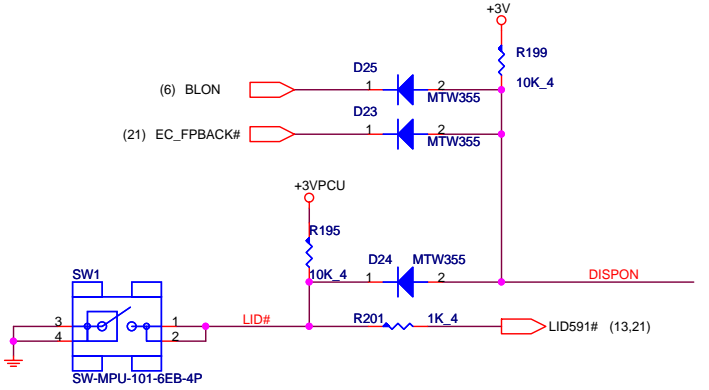 +3V
R199
10K_4
D25
(6) BLON
1
2
MTW355
D23
(21) EC_FPBACK#
1
2
MTW355
+3VPCU
R195
10K_4
D24
MTW355
1
2
DISPON
SW1
3
4
1
2
LID#
R201
1K_4
LID591# (13,21)
SW-MPU-101-6EB-4P